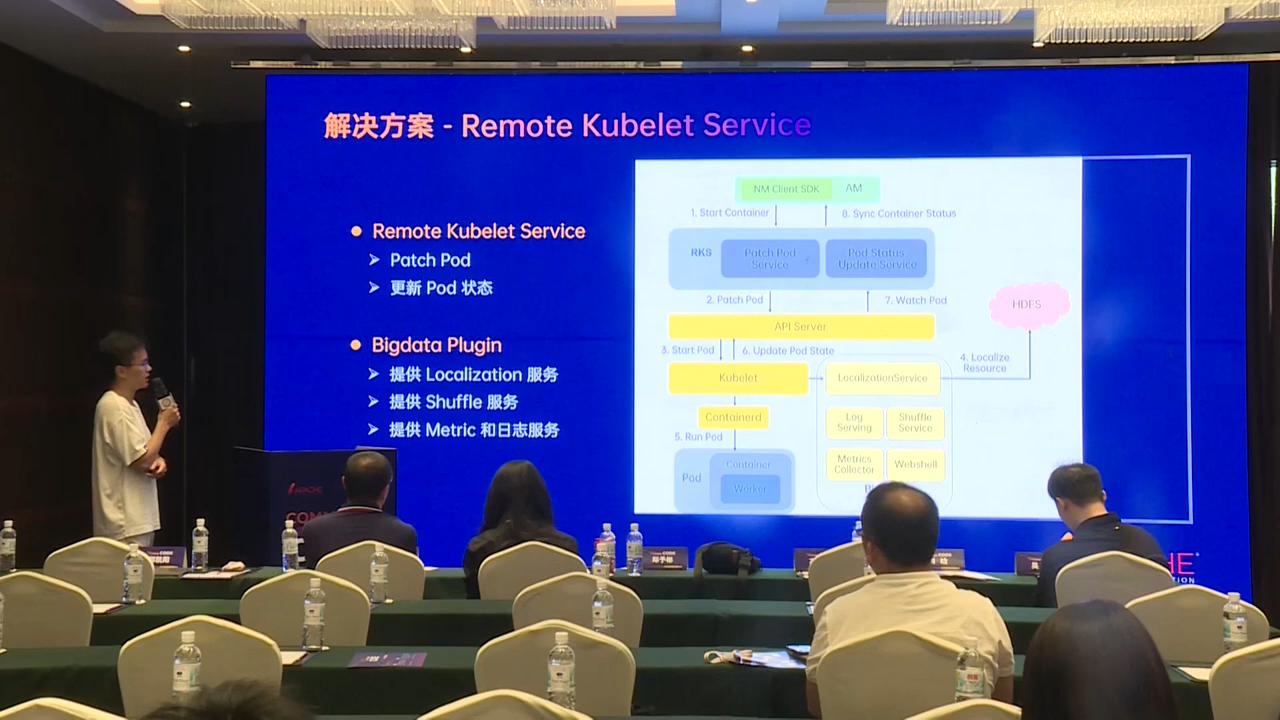 解决方案 - Remote Kubelet Service
Remote Kubelet Service
Patch Pod
更新 Pod 状态
Bigdata Plugin
提供 Localization 服务
提供 Shuffle 服务
提供 Metric 和日志服务
NM Client SDK
AM
1. Start Container
8. Sync Container Status
RKS
Patch Pod
Service
Pod Status
Update Service
2. Patch Pod
7. Watch Pod
HDFS
API Server
3. Start Pod
6. Update Pod State
4. Localize
Resource
Kubelet
LocalizationService
Containerd
Log
Serving
Shuffle
Service
5. Run Pod
Metrics
Collector
Webshell
Pod
Container
Worker
APACHE